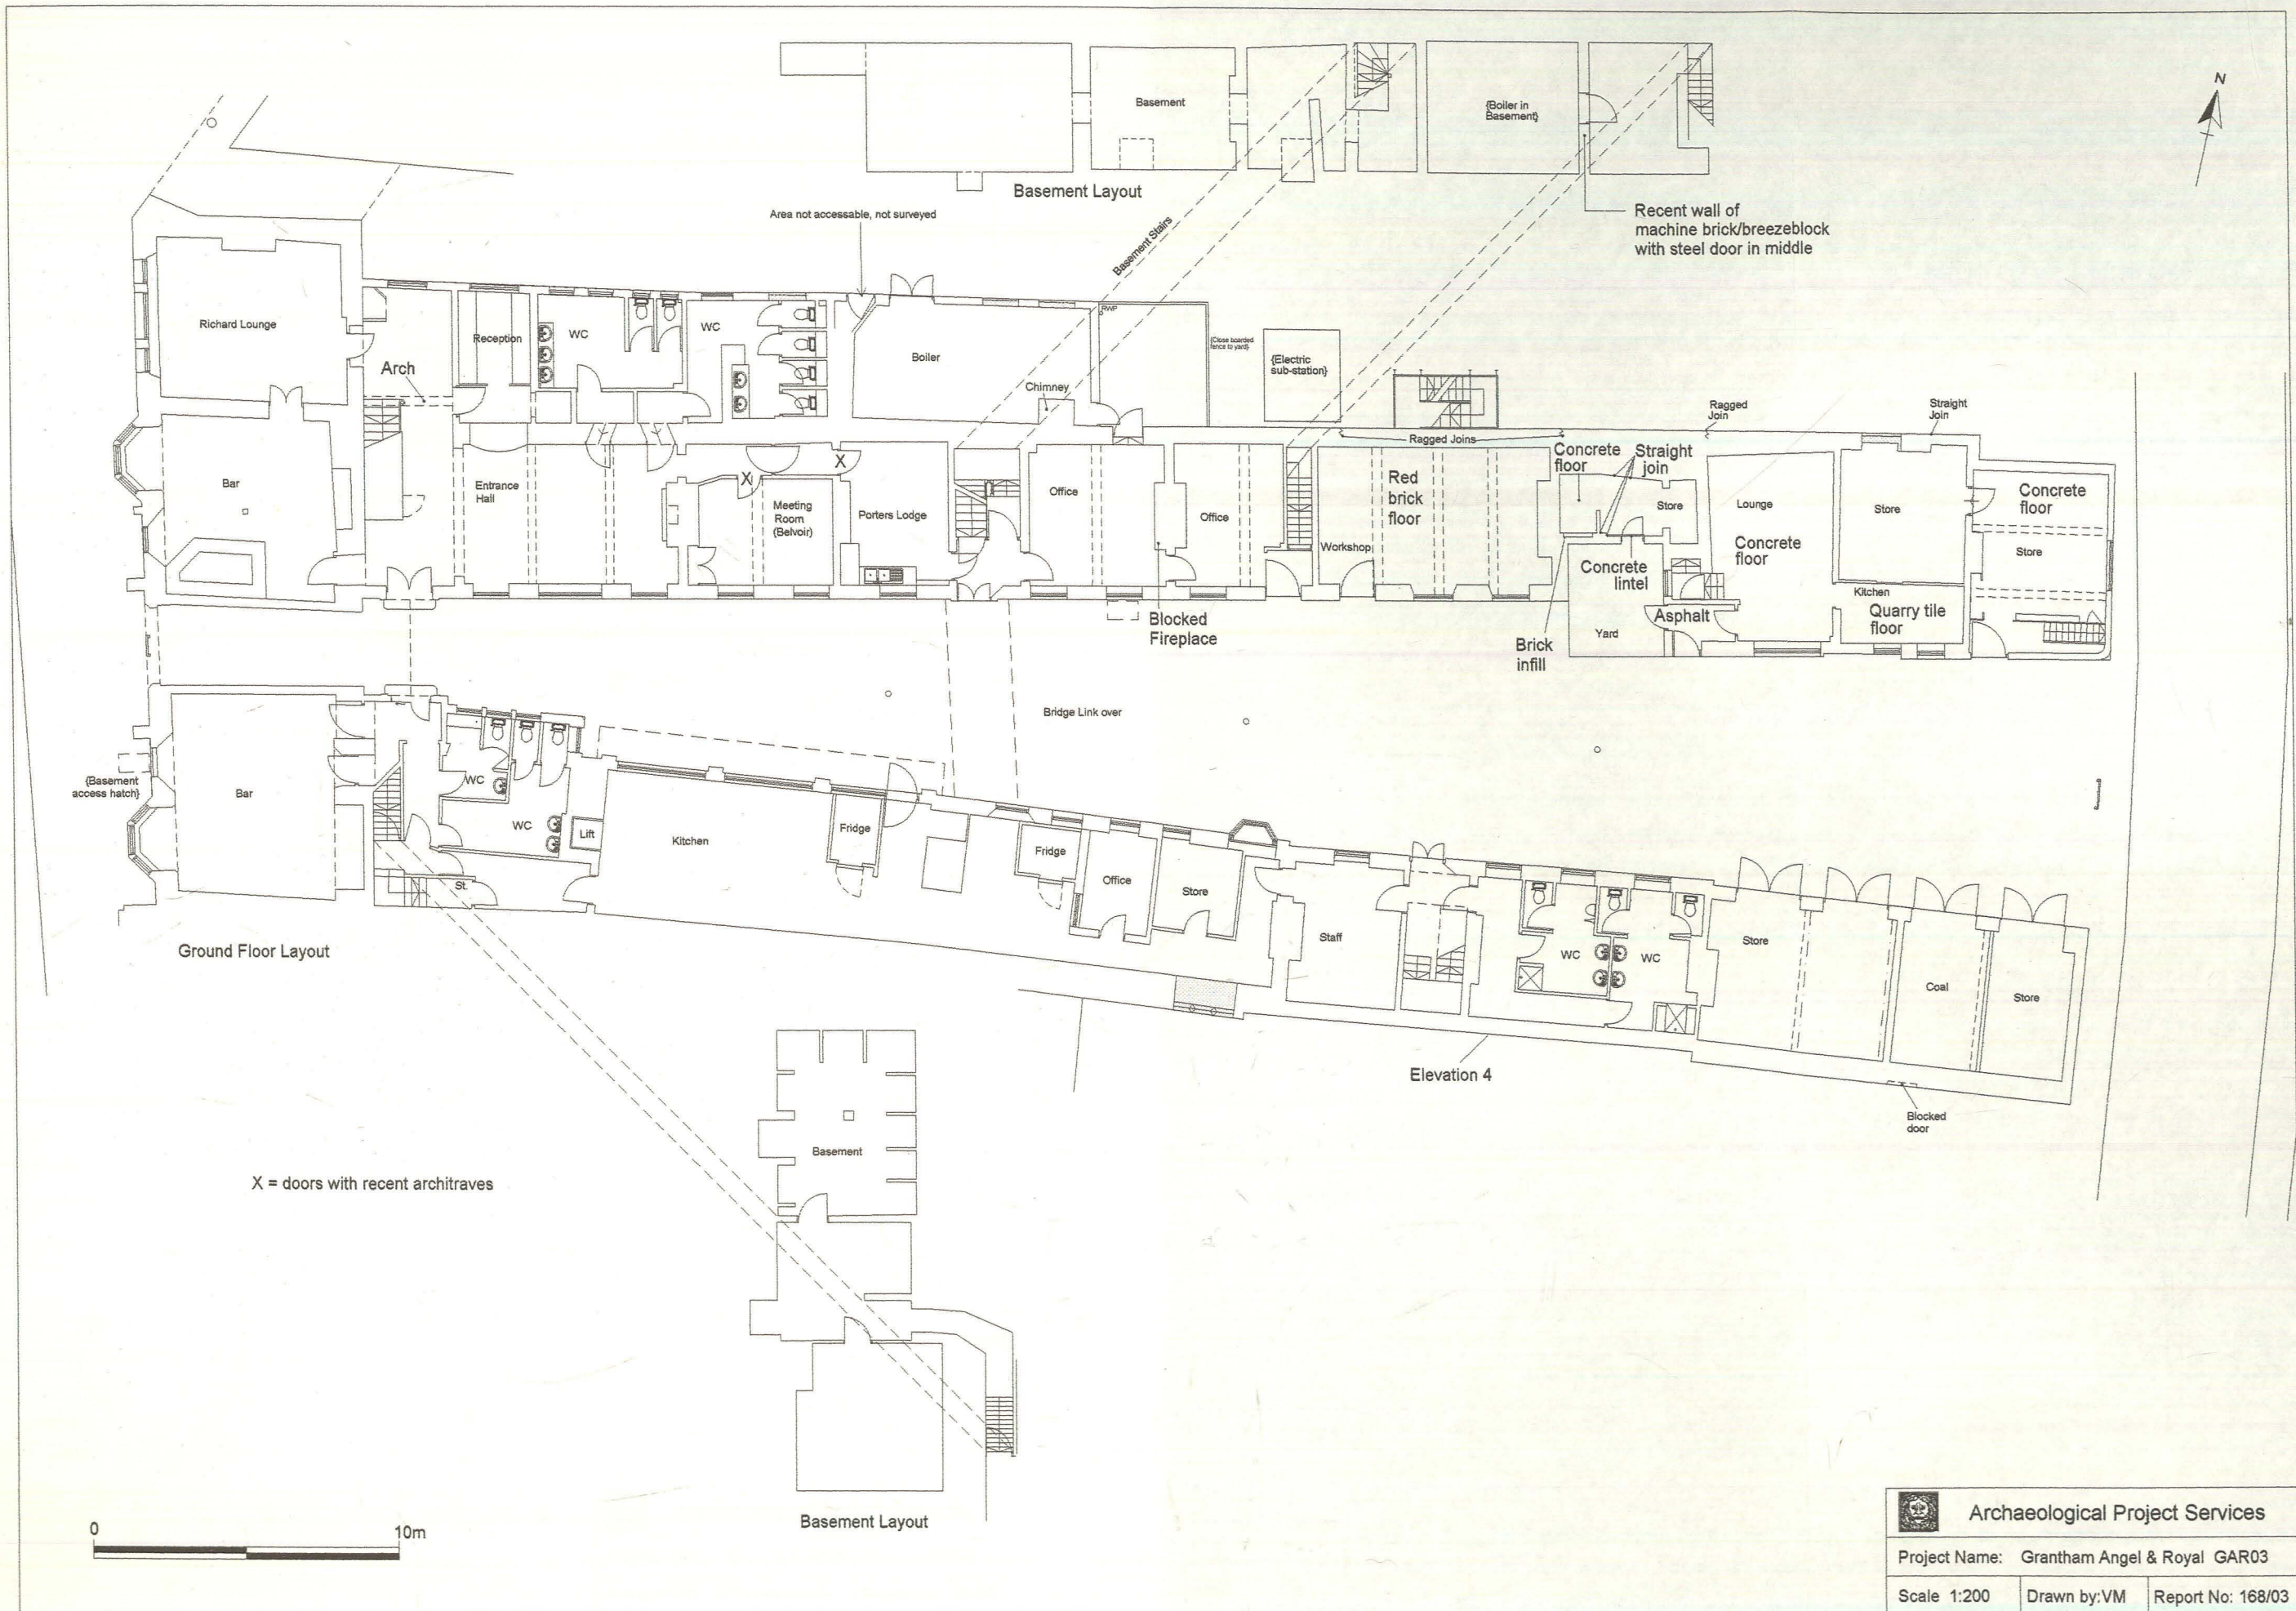 N
Basement
{Boiler in
Basement}
Basement Layout
Recent wall of
machine brick/breezeblock
with steel door in middle
Area not accessable, not surveyed
Basement Stairs
Richard Lounge
Reception
WC
WC
Boiler
RWP
{Close boarded
fence to yard}
{Electric
sub-station}
Arch
Chimney
Ragged
Join
Straight
Join
Ragged Joins
Concrete
floor
Straight
join
Bar
Entrance
Hall
X
X
Meeting
Room
(Belvoir)
Porters Lodge
Office
Office
Red
brick
floor
Workshop
Store
Lounge
Concrete
floor
Store
Concrete
floor
Store
Concrete
lintel
Kitchen
Quarry tile
floor
Asphalt
Yard
Blocked
Fireplace
Brick
infill
Bridge Link over
{Basement
access hatch}
Bar
WC
WC
Lift
Kitchen
Fridge
Fridge
Office
Store
St.
Staff
WC
WC
Store
Coal
Store
Ground Floor Layout
Elevation 4
Blocked
door
Basement
X = doors with recent architraves
Basement Layout
0 10m
Archaeological Project Services
Project Name: Grantham Angel & Royal GAR03
Scale 1:200 Drawn by:VM Report No: 168/03